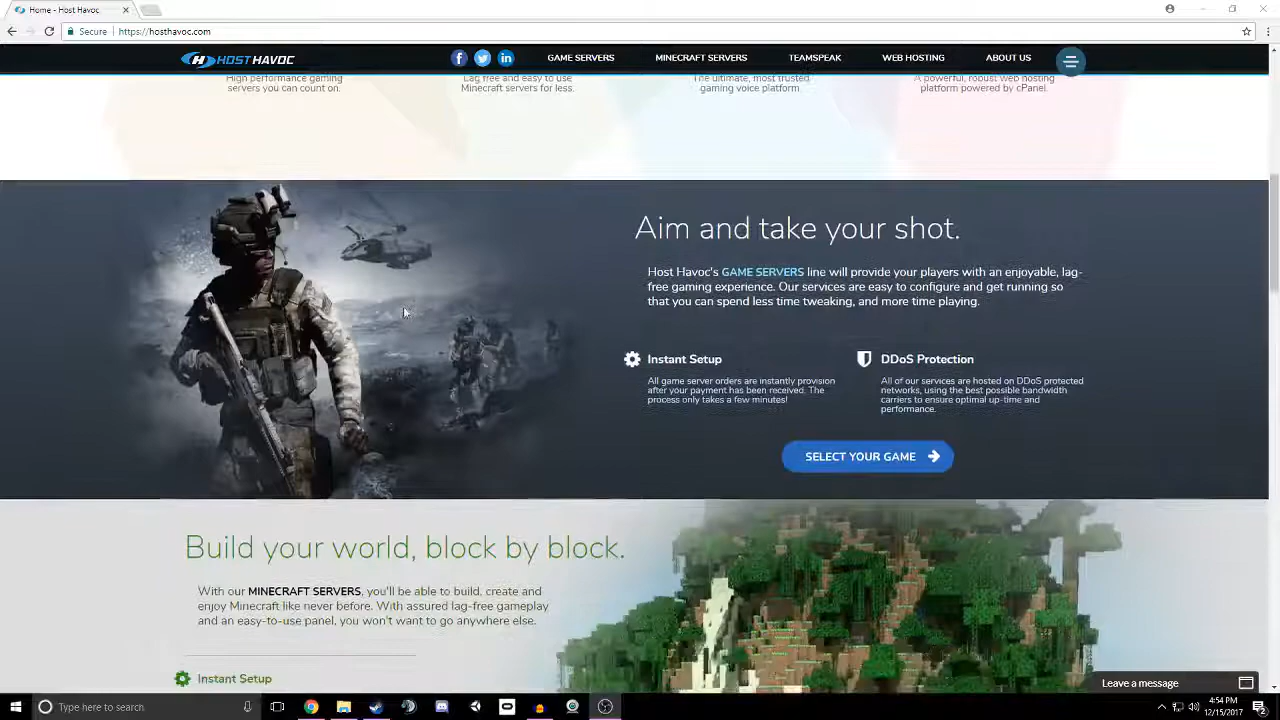 Home - Host Havoc
Secure
https://hosthavoc.com
HOST HAVOC
GAME SERVERS
MINECRAFT SERVERS
TEAMSPEAK
WEB HOSTING
ABOUT US
High performance gaming
servers you can count on.
Lag free and easy to use
Minecraft servers for less.
The ultimate, most trusted
gaming voice platform.
A powerful, robust web hosting
platform powered by cPanel.
Aim and take your shot.
Host Havoc's GAME SERVERS line will provide your players with an enjoyable, lag-
free gaming experience. Our services are easy to configure and get running so
that you can spend less time tweaking, and more time playing.
Instant Setup
All game server orders are instantly provision
after your payment has been received. The
process only takes a few minutes!
DDoS Protection
All of our services are hosted on DDoS protected
networks, using the best possible bandwidth
carriers to ensure optimal up-time and
performance.
SELECT YOUR GAME
Build your world, block by block.
With our MINECRAFT SERVERS, you'll be able to build, create and
enjoy Minecraft like never before. With assured lag-free gameplay
and an easy-to-use panel, you won't want to go anywhere else.
Instant Setup
Leave a message
Type here to search
4:54 PM
12/15/2017